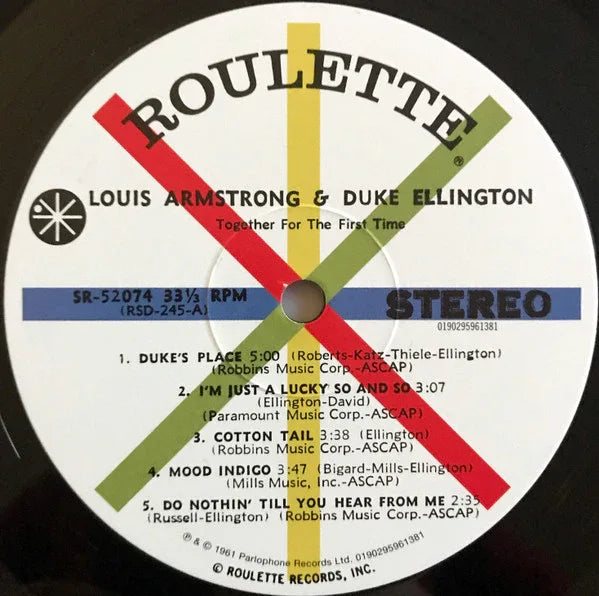 ROULETTE
LOUIS ARMSTRONG & DUKE ELLINGTON
Together For The First Time
SR-52074 33⅓ RPM
(RSD-245-A)
STEREO
0190295961381
1. DUKE'S PLACE 5:00 (Roberts-Katz-Thiele-Ellington)
(Robbins Music Corp.-ASCAP)
2. I'M JUST A LUCKY SO AND SO 3:07
(Ellington-David)
(Paramount Music Corp.-ASCAP)
3. COTTON TAIL 3:38 (Ellington)
(Robbins Music Corp.-ASCAP)
4. MOOD INDIGO 3:47 (Bigard-Mills-Ellington)
(Mills Music, Inc.-ASCAP)
5. DO NOTHIN' TILL YOU HEAR FROM ME 2:35
(Russell-Ellington) (Robbins Music Corp.-ASCAP)
℗ & © 1961 Parlophone Records Ltd. 0190295961381
© ROULETTE RECORDS, INC.